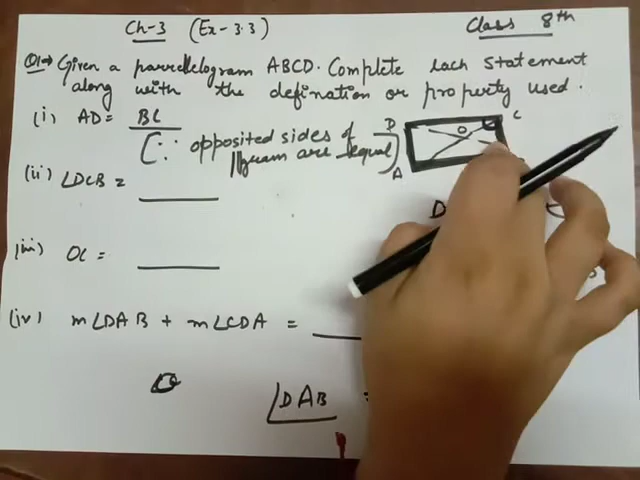 Ch-3 (Ex-3.3)
Class 8th
Q1→ Given a parrellelogram ABCD. Complete each statement
along with the defination or property used.
(i) AD = BC
(∵ opposited sides of
||gram are equal)
D C
O
A
(ii) ∠DCB =
D
(iii) OC =
(iv) m∠DAB + m∠CDA =
∠DAB =